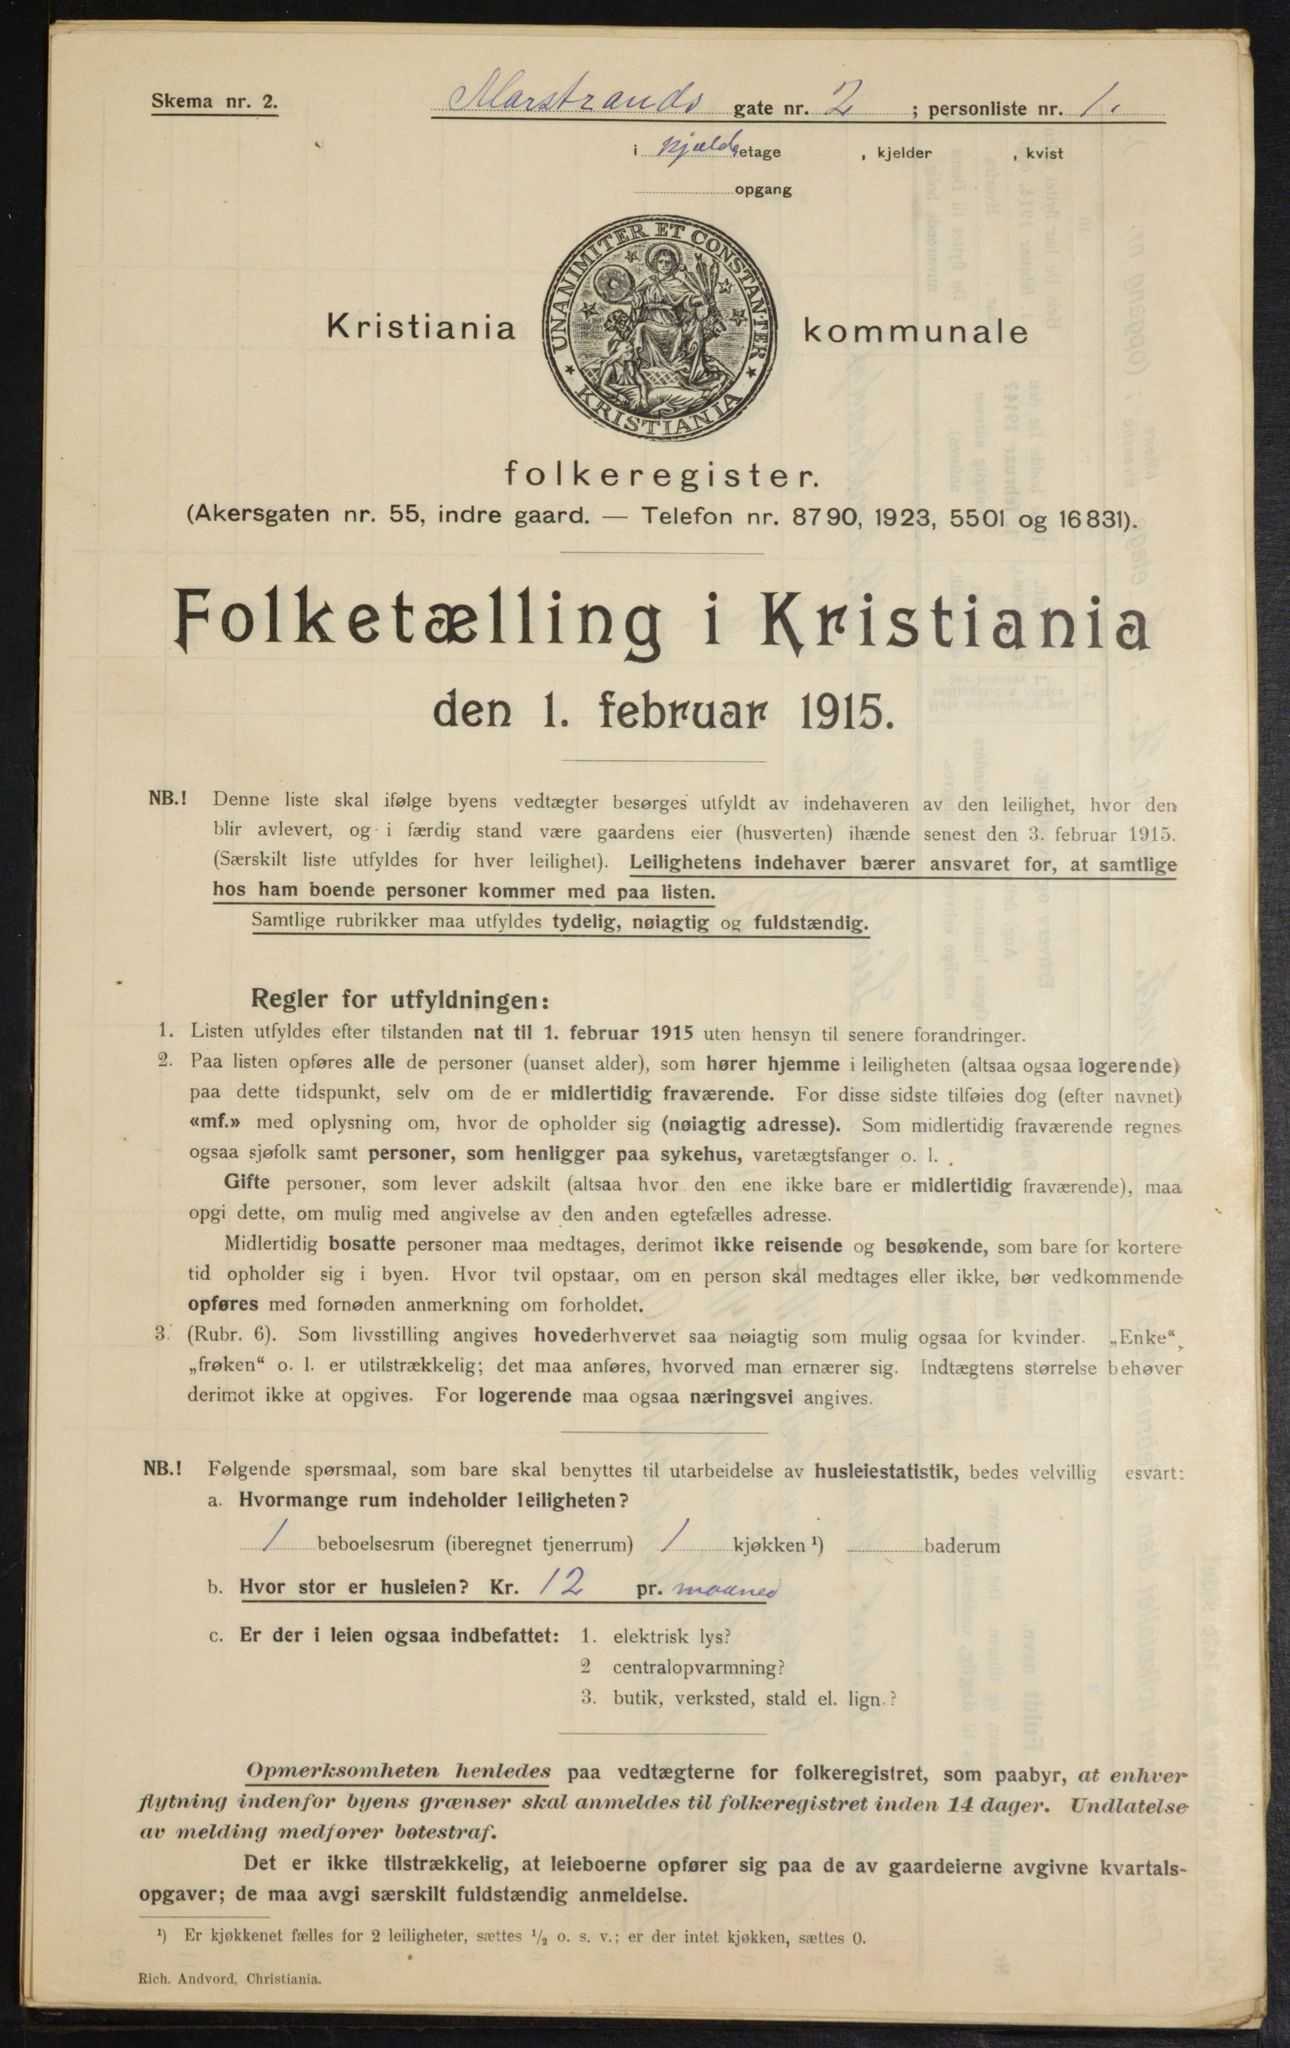 Skema nr. 2. Marstrands gate nr. 2 ; personliste nr. 1.
i kjeld. etage , kjelder , kvist
opgang
UNANIMITER ET CONSTANTER
KRISTIANIA
Kristiania kommunale
folkeregister.
(Akersgaten nr. 55, indre gaard. — Telefon nr. 8790, 1923, 5501 og 16831).
Folketælling i Kristiania
den 1. februar 1915.
NB.! Denne liste skal ifølge byens vedtægter besørges utfyldt av indehaveren av den leilighet, hvor den
blir avlevert, og i færdig stand være gaardens eier (husverten) ihænde senest den 3. februar 1915.
(Særskilt liste utfyldes for hver leilighet). Leilighetens indehaver bærer ansvaret for, at samtlige
hos ham boende personer kommer med paa listen.
Samtlige rubrikker maa utfyldes tydelig, nøiagtig og fuldstændig.
Regler for utfyldningen:
1. Listen utfyldes efter tilstanden nat til 1. februar 1915 uten hensyn til senere forandringer.
2. Paa listen opføres alle de personer (uanset alder), som hører hjemme i leiligheten (altsaa ogsaa logerende)
paa dette tidspunkt, selv om de er midlertidig fraværende. For disse sidste tilføies dog (efter navnet)
«mf.» med oplysning om, hvor de opholder sig (nøiagtig adresse). Som midlertidig fraværende regnes
ogsaa sjøfolk samt personer, som henligger paa sykehus, varetægtsfanger o. l.
Gifte personer, som lever adskilt (altsaa hvor den ene ikke bare er midlertidig fraværende), maa
opgi dette, om mulig med angivelse av den anden egtefælles adresse.
Midlertidig bosatte personer maa medtages, derimot ikke reisende og besøkende, som bare for kortere
tid opholder sig i byen. Hvor tvil opstaar, om en person skal medtages eller ikke, bør vedkommende
opføres med fornøden anmerkning om forholdet.
3. (Rubr. 6). Som livsstilling angives hovederhvervet saa nøiagtig som mulig ogsaa for kvinder. „Enke“,
„frøken“ o. l. er utilstrækkelig; det maa anføres, hvorved man ernærer sig. Indtægtens størrelse behøver
derimot ikke at opgives. For logerende maa ogsaa næringsvei angives.
NB.! Følgende spørsmaal, som bare skal benyttes til utarbeidelse av husleiestatistik, bedes velvillig esvart:
a. Hvormange rum indeholder leiligheten?
1 beboelsesrum (iberegnet tjenerrum) 1 kjøkken ¹) baderum
b. Hvor stor er husleien? Kr. 12 pr. maaned
c. Er der i leien ogsaa indbefattet: 1. elektrisk lys?
2 centralopvarmning?
3. butik, verksted, stald el. lign.?
Opmerksomheten henledes paa vedtægterne for folkeregistret, som paabyr, at enhver
flytning indenfor byens grænser skal anmeldes til folkeregistret inden 14 dager. Undlatelse
av melding medfører bøtestraf.
Det er ikke tilstrækkelig, at leieboerne opfører sig paa de av gaardeierne avgivne kvartals-
opgaver; de maa avgi særskilt fuldstændig anmeldelse.
¹) Er kjøkkenet fælles for 2 leiligheter, sættes ½ o. s. v.; er der intet kjøkken, sættes 0.
Rich. Andvord, Christiania.